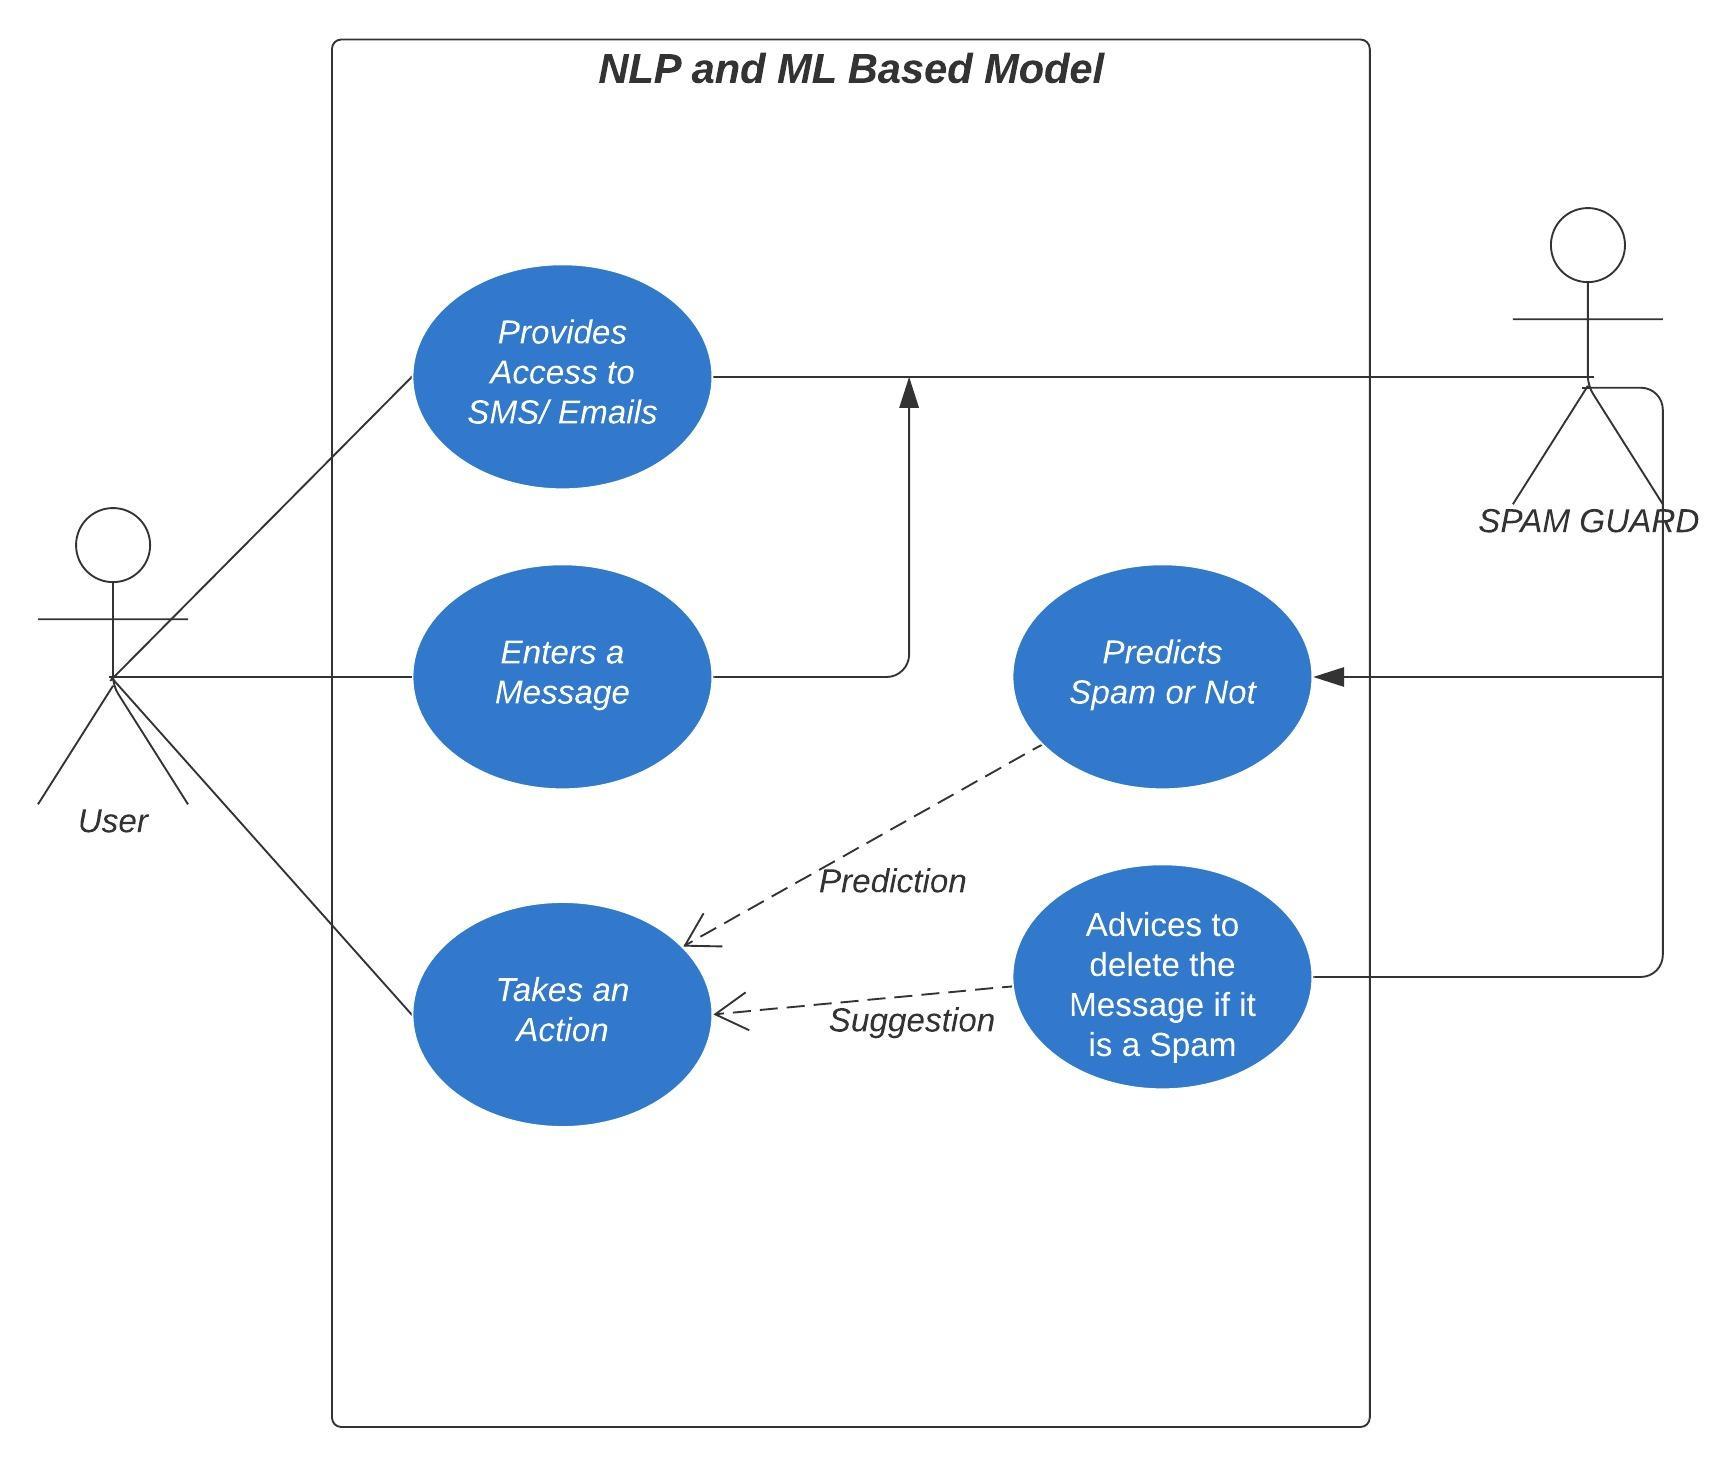 NLP and ML Based Model
Provides
Access to
SMS/ Emails
SPAM GUARD
Enters a
Message
Predicts
Spam or Not
User
Prediction
Takes an
Action
Suggestion
Advices to
delete the
Message if it
is a Spam